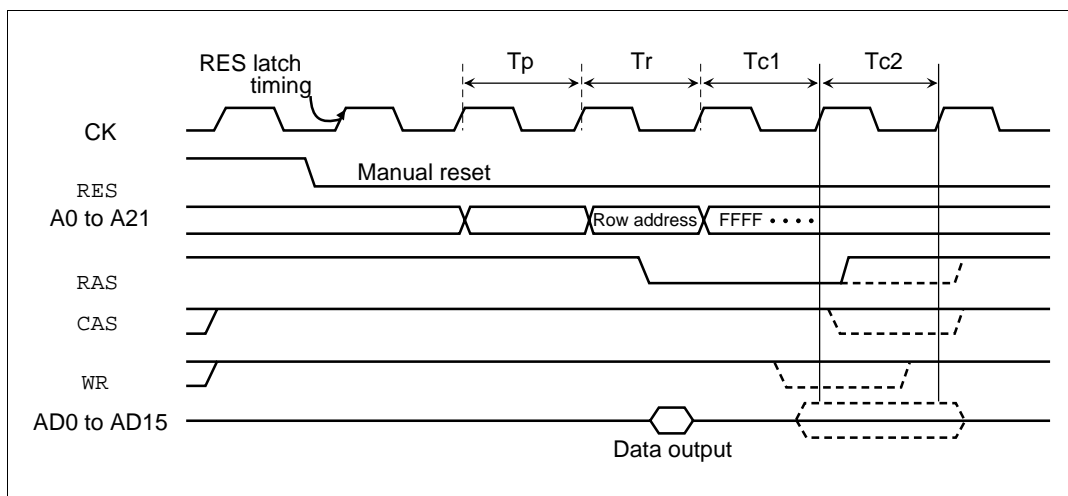 RES latch
timing
Tp
Tr
Tc1
Tc2
CK
RES
Manual reset
A0 to A21
Row address
FFFF • • • •
RAS
CAS
WR
AD0 to AD15
Data output